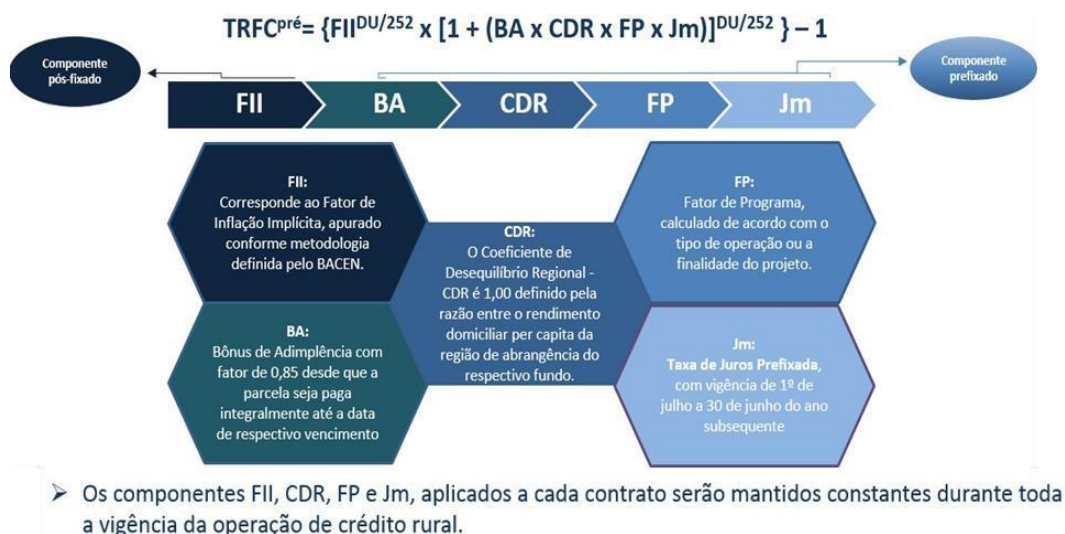 TRFCᵖʳé= {FIIᴰᵁ/²⁵² x [1 + (BA x CDR x FP x Jm)]ᴰᵁ/²⁵² } – 1
Componente
pós-fixado
Componente
prefixado
FII
BA
CDR
FP
Jm
FII:
Corresponde ao Fator de
Inflação Implícita, apurado
conforme metodologia
definida pelo BACEN.
BA:
Bônus de Adimplência com
fator de 0,85 desde que a
parcela seja paga
integralmente até a data
de respectivo vencimento
CDR:
O Coeficiente de
Desequilíbrio Regional -
CDR é 1,00 definido pela
razão entre o rendimento
domiciliar per capita da
região de abrangência do
respectivo fundo.
FP:
Fator de Programa,
calculado de acordo com o
tipo de operação ou a
finalidade do projeto.
Jm:
Taxa de Juros Prefixada,
com vigência de 1º de
julho a 30 de junho do ano
subsequente
➢ Os componentes FII, CDR, FP e Jm, aplicados a cada contrato serão mantidos constantes durante toda
a vigência da operação de crédito rural.